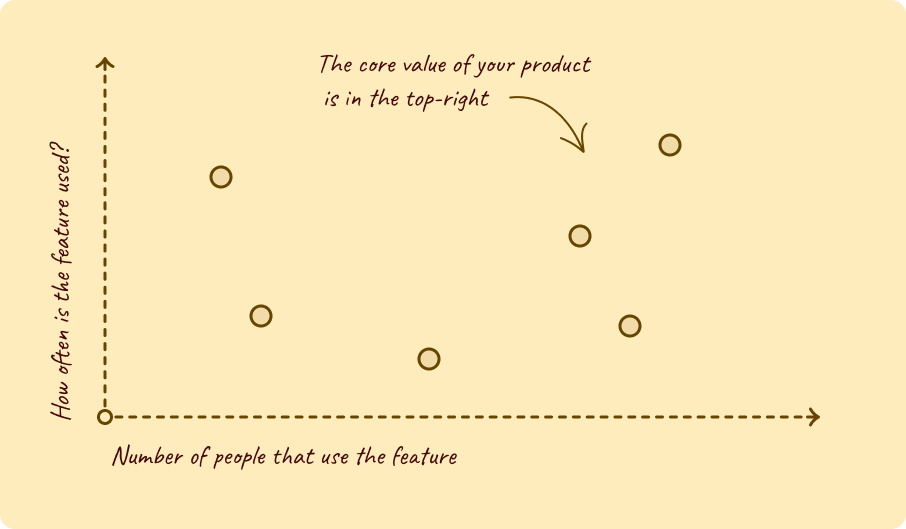 The core value of your product
is in the top-right
How often is the feature used?
Number of people that use the feature